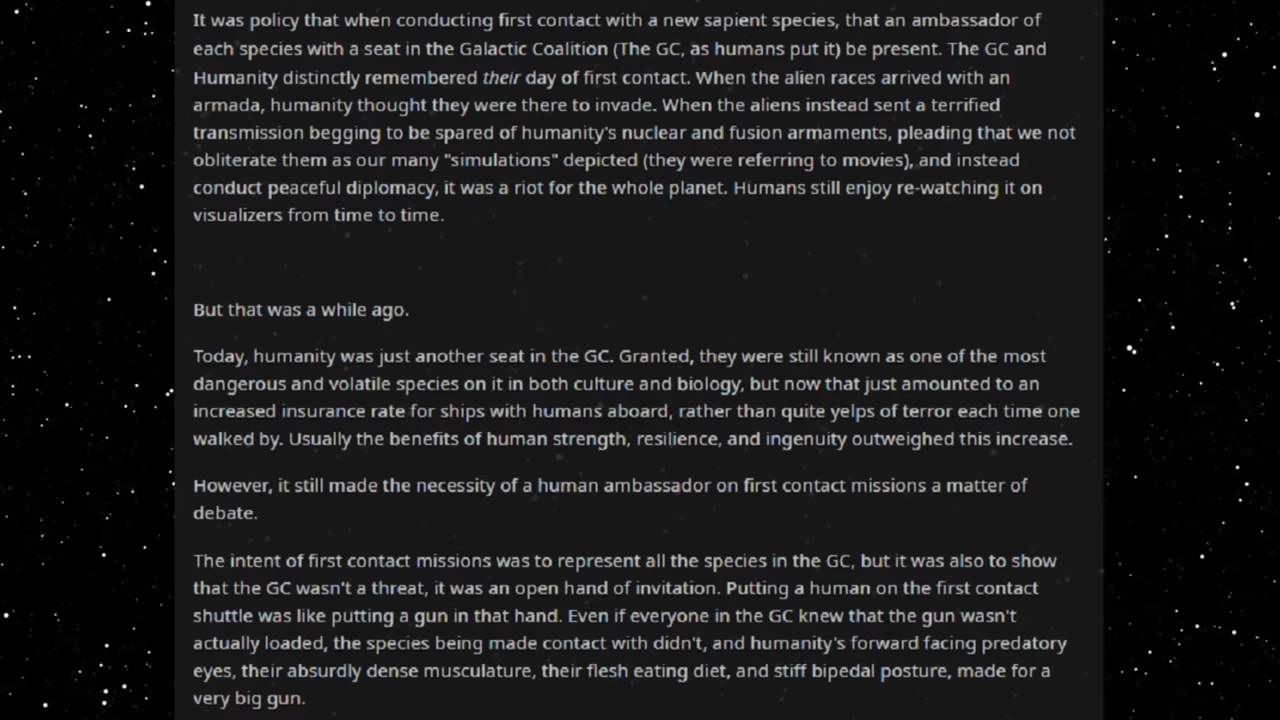 It was policy that when conducting first contact with a new sapient species, that an ambassador of
each species with a seat in the Galactic Coalition (The GC, as humans put it) be present. The GC and
Humanity distinctly remembered their day of first contact. When the alien races arrived with an
armada, humanity thought they were there to invade. When the aliens instead sent a terrified
transmission begging to be spared of humanity's nuclear and fusion armaments, pleading that we not
obliterate them as our many "simulations" depicted (they were referring to movies), and instead
conduct peaceful diplomacy, it was a riot for the whole planet. Humans still enjoy re-watching it on
visualizers from time to time.
But that was a while ago.
Today, humanity was just another seat in the GC. Granted, they were still known as one of the most
dangerous and volatile species on it in both culture and biology, but now that just amounted to an
increased insurance rate for ships with humans aboard, rather than quite yelps of terror each time one
walked by. Usually the benefits of human strength, resilience, and ingenuity outweighed this increase.
However, it still made the necessity of a human ambassador on first contact missions a matter of
debate.
The intent of first contact missions was to represent all the species in the GC, but it was also to show
that the GC wasn't a threat, it was an open hand of invitation. Putting a human on the first contact
shuttle was like putting a gun in that hand. Even if everyone in the GC knew that the gun wasn't
actually loaded, the species being made contact with didn't, and humanity's forward facing predatory
eyes, their absurdly dense musculature, their flesh eating diet, and stiff bipedal posture, made for a
very big gun.